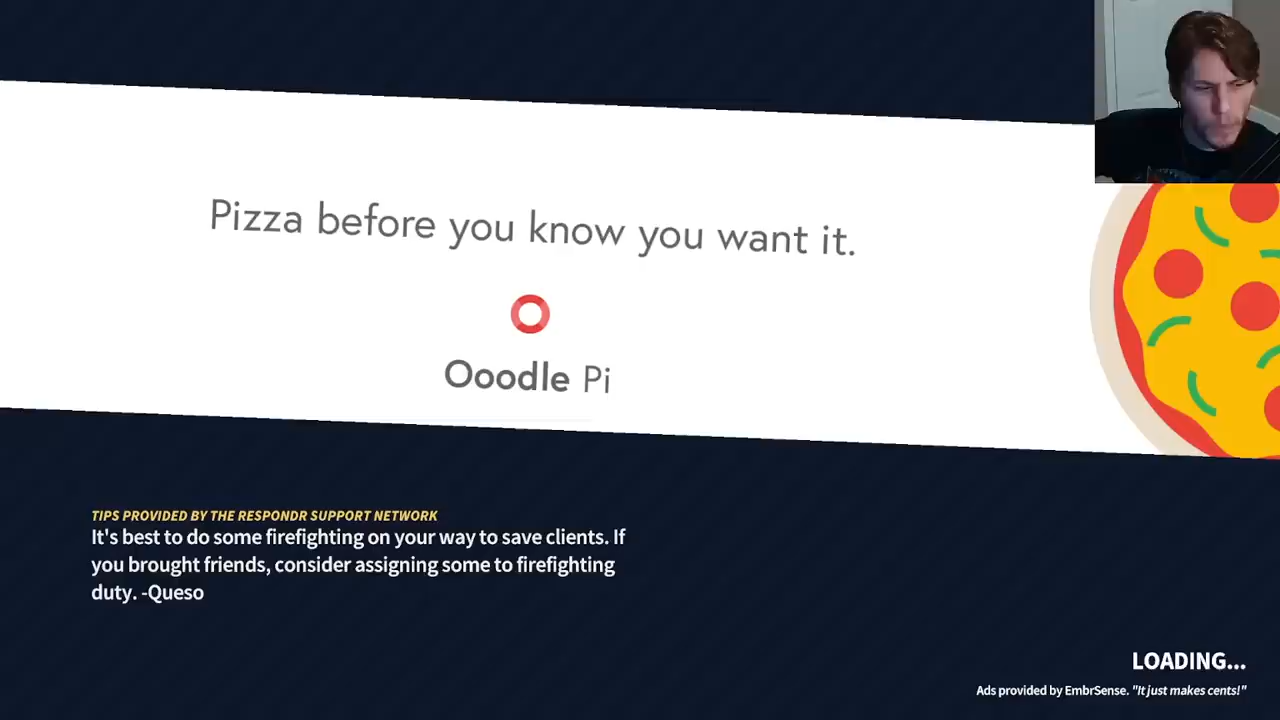 Pizza before you know you want it.
Ooodle Pi
TIPS PROVIDED BY THE RESPONDR SUPPORT NETWORK
It's best to do some firefighting on your way to save clients. If
you brought friends, consider assigning some to firefighting
duty. -Queso
LOADING...
Ads provided by EmbrSense. "It just makes cents!"